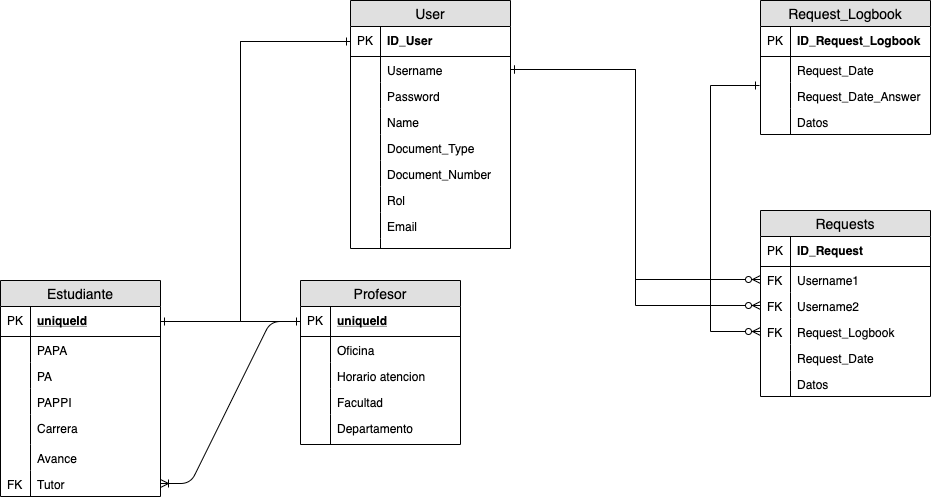 User
PK ID_User
Username
Password
Name
Document_Type
Document_Number
Rol
Email
Request_Logbook
PK ID_Request_Logbook
Request_Date
Request_Date_Answer
Datos
Requests
PK ID_Request
FK Username1
FK Username2
FK Request_Logbook
Request_Date
Datos
Estudiante
PK uniqueId
PAPA
PA
PAPPI
Carrera
Avance
FK Tutor
Profesor
PK uniqueId
Oficina
Horario atencion
Facultad
Departamento